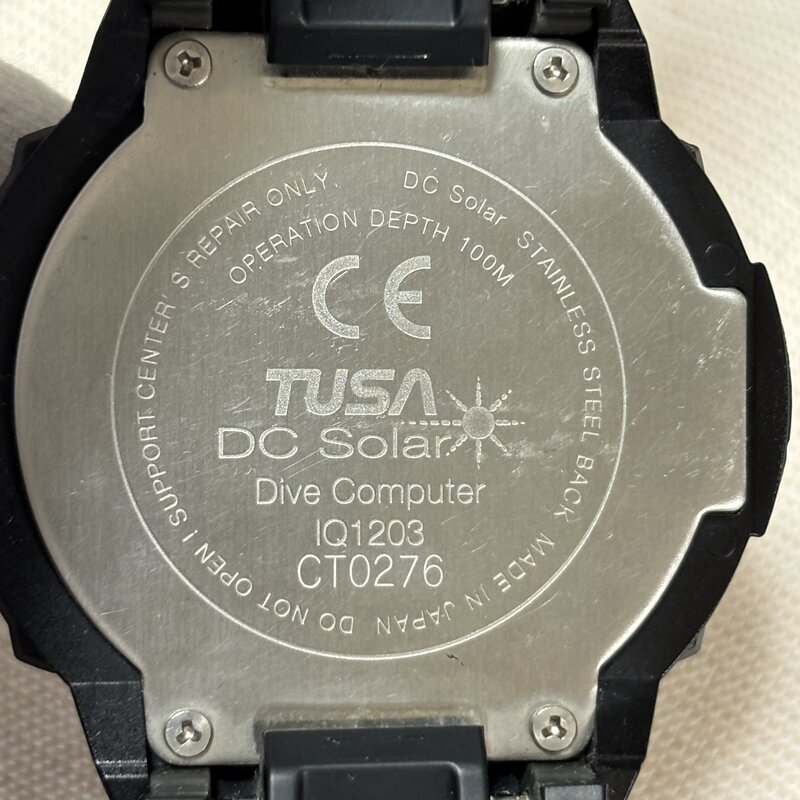 DC Solar STAINLESS STEEL BACK MADE IN JAPAN DO NOT OPEN ! SUPPORT CENTER'S REPAIR ONLY
OPERATION DEPTH 100M
CE
TUSA
DC Solar
Dive Computer
IQ1203
CT0276